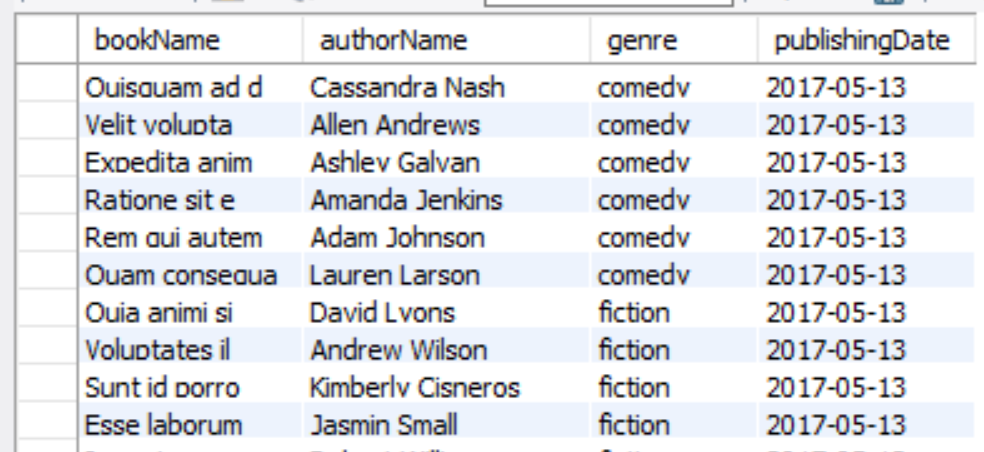 bookName authorName genre publishingDate
Quisquam ad d Cassandra Nash comedy 2017-05-13
Velit volupta Allen Andrews comedy 2017-05-13
Expedita anim Ashley Galvan comedy 2017-05-13
Ratione sit e Amanda Jenkins comedy 2017-05-13
Rem qui autem Adam Johnson comedy 2017-05-13
Quam consequa Lauren Larson comedy 2017-05-13
Quia animi si David Lyons fiction 2017-05-13
Voluptates il Andrew Wilson fiction 2017-05-13
Sunt id porro Kimberly Cisneros fiction 2017-05-13
Esse laborum Jasmin Small fiction 2017-05-13